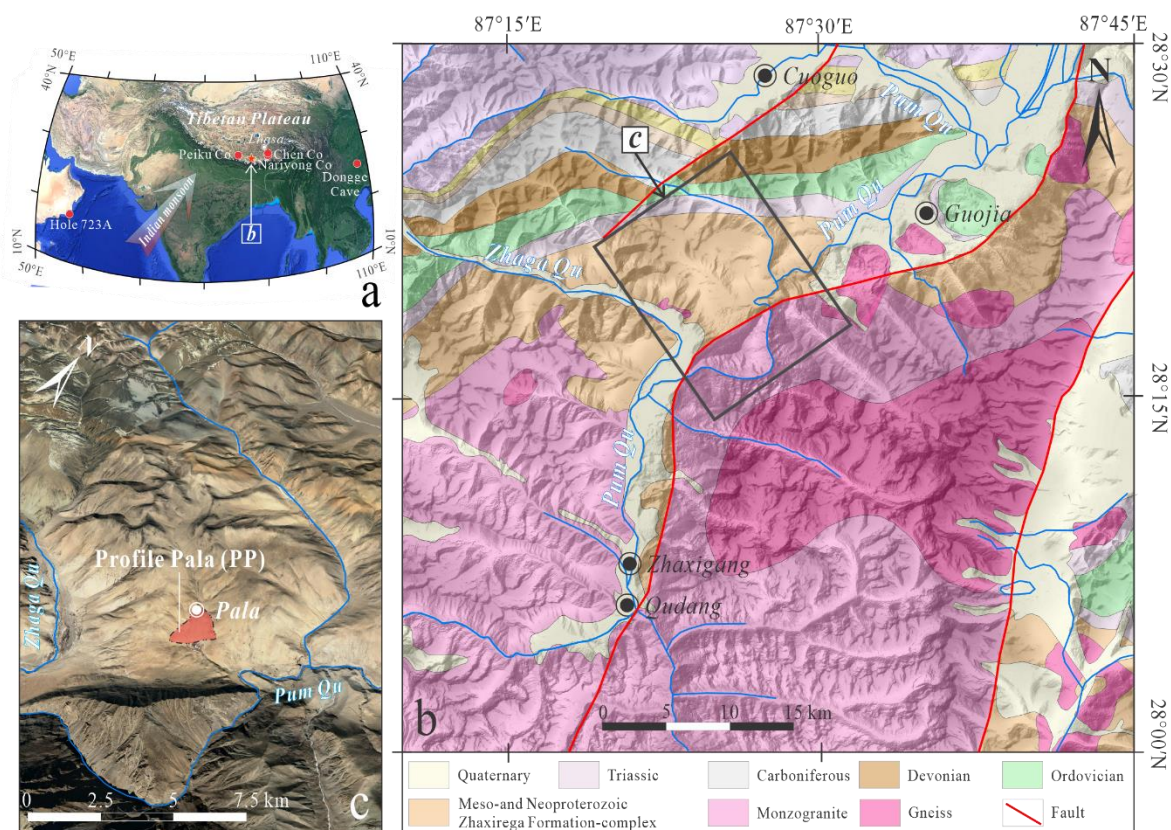 50°E
110°E
40°N
40°N
Tibetan Plateau
Lhasa
Peiku Co
Chen Co
Nariyong Co
Dongge
Cave
Hole 723A
Indian monsoon
b
10°N
10°N
50°E
110°E
a
87°15′E
87°30′E
87°45′E
28°30′N
28°15′N
28°00′N
N
Cuoguo
Pum Qu
c
Guojia
Pum Qu
Zhaga Qu
Pum Qu
Zhaxigang
Qudang
b
0 5 10 15 km
N
Profile Pala (PP)
Pala
Zhaga Qu
Pum Qu
0 2.5 5 7.5 km
c
Quaternary
Triassic
Carboniferous
Devonian
Ordovician
Meso-and Neoproterozoic
Zhaxirega Formation-complex
Monzogranite
Gneiss
Fault